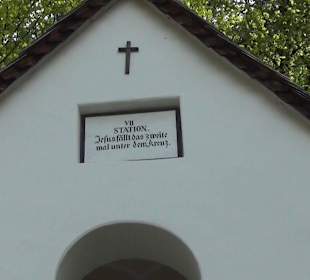 VII
STATION.
Jesus fällt das zweite
mal unter dem Kreuz.